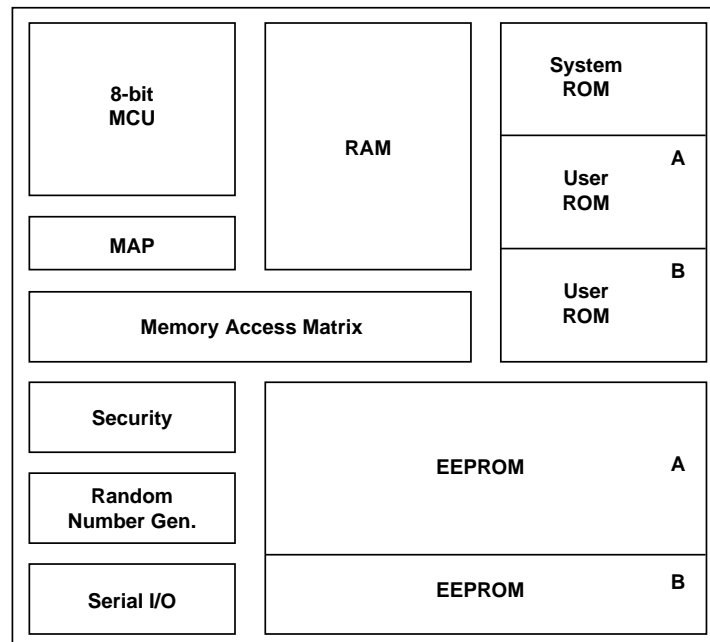 8-bit
MCU
RAM
System
ROM
A
User
ROM
MAP
B
User
ROM
Memory Access Matrix
Security
EEPROM
A
Random
Number Gen.
Serial I/O
EEPROM
B